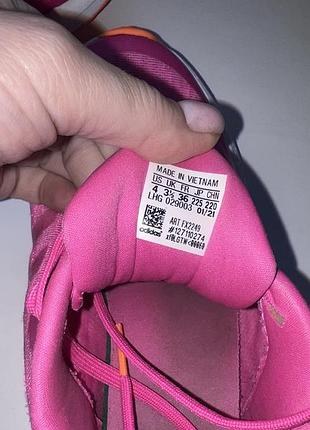 MADE IN VIETNAM
US UK FR JP CHN
4 3½ 36 225 220
LHG 029003 01/21
ART FX2249
#127110274
adidas